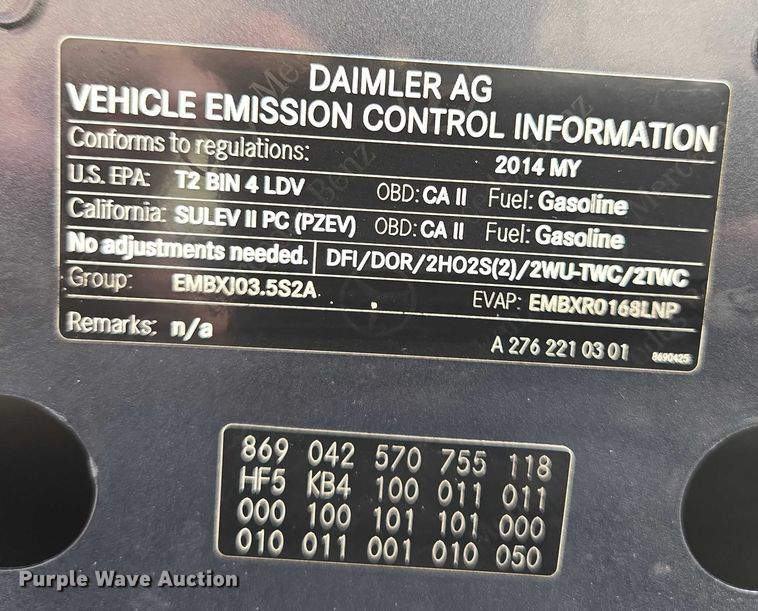 DAIMLER AG
VEHICLE EMISSION CONTROL INFORMATION
Conforms to regulations: 2014 MY
U.S. EPA: T2 BIN 4 LDV OBD: CA II Fuel: Gasoline
California: SULEV II PC (PZEV) OBD: CA II Fuel: Gasoline
No adjustments needed. DFI/DOR/2HO2S(2)/2WU-TWC/2TWC
Group: EMBXJ03.5S2A EVAP: EMBXR0168LNP
Remarks: n/a A 276 221 03 01 8690425
869 042 570 755 118
HF5 KB4 100 011 011
000 100 101 101 000
010 011 001 010 050
Purple Wave Auction